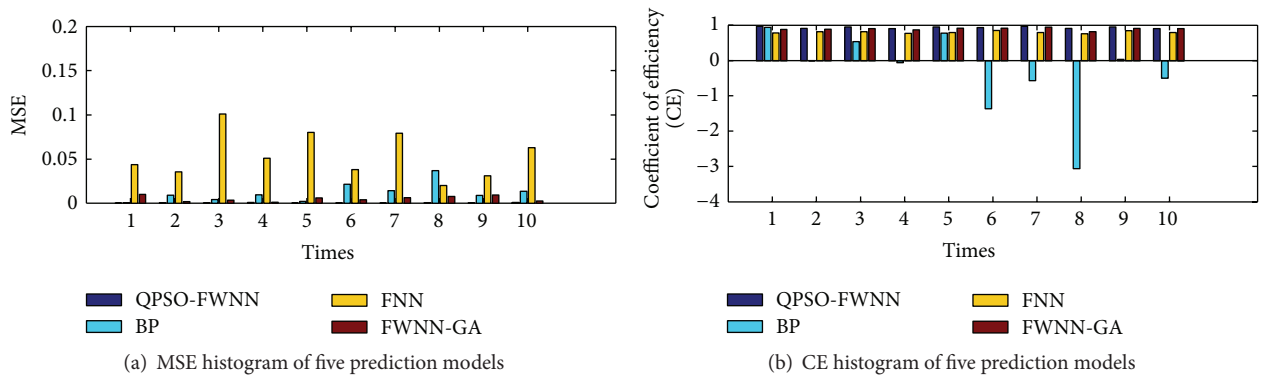 MSE
0.2
0.15
0.1
0.05
0
1 2 3 4 5 6 7 8 9 10
Times
QPSO-FWNN
BP
FNN
FWNN-GA
(a) MSE histogram of five prediction models
Coefficient of efficiency
(CE)
1
0
−1
−2
−3
−4
1 2 3 4 5 6 7 8 9 10
Times
QPSO-FWNN
BP
FNN
FWNN-GA
(b) CE histogram of five prediction models